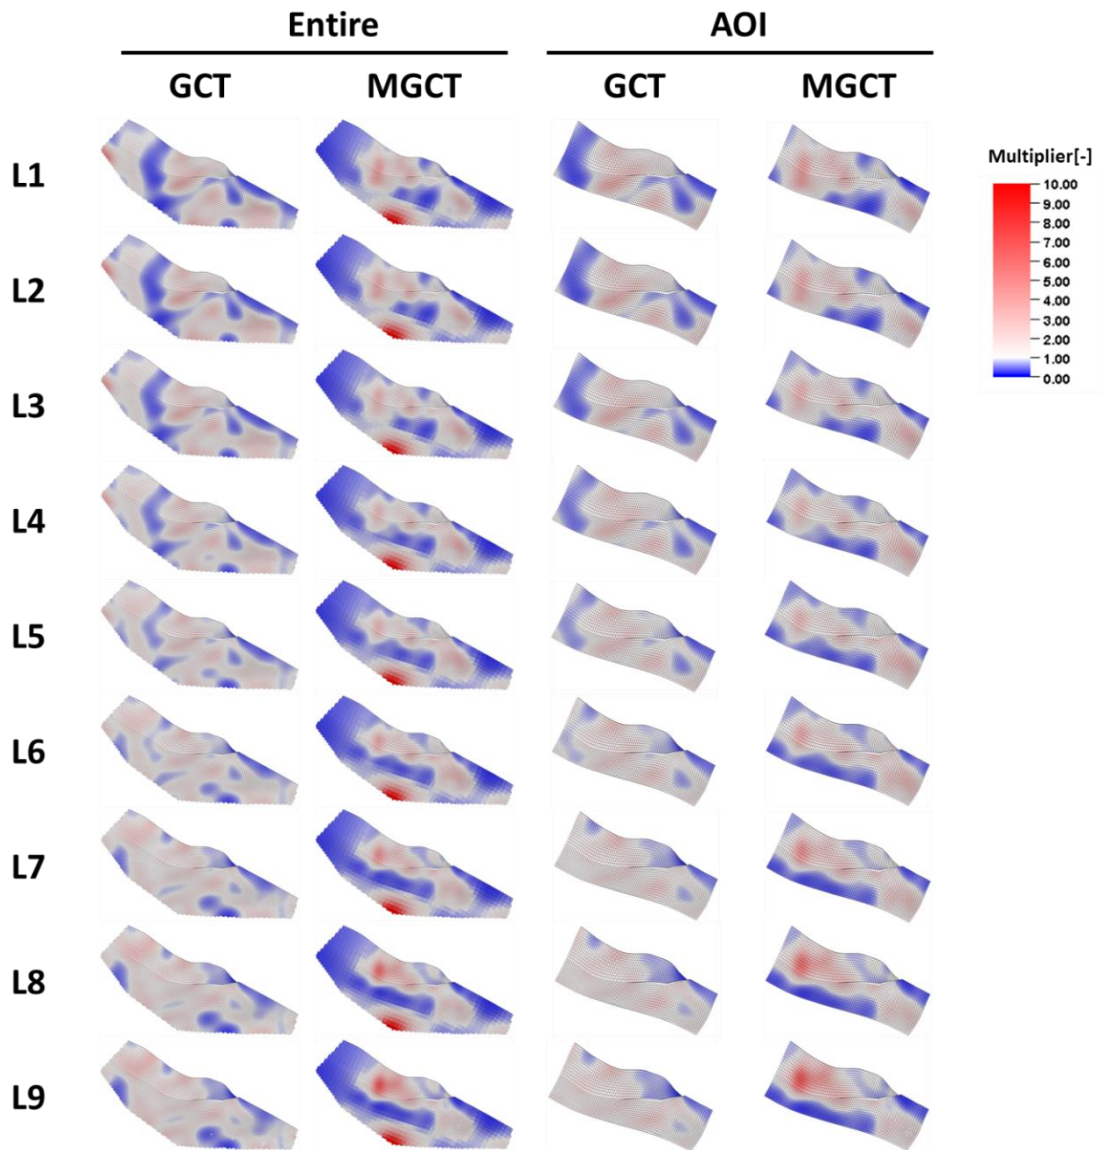 Entire AOI
GCT MGCT GCT MGCT
Multiplier[-]
10.00
9.00
8.00
7.00
6.00
5.00
4.00
3.00
2.00
1.00
0.00
L1
L2
L3
L4
L5
L6
L7
L8
L9